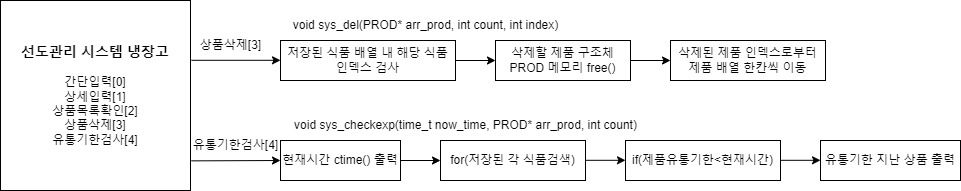 선도관리 시스템 냉장고
간단입력[0]
상세입력[1]
상품목록확인[2]
상품삭제[3]
유통기한검사[4]
상품삭제[3]
void sys_del(PROD* arr_prod, int count, int index)
저장된 식품 배열 내 해당 식품
인덱스 검사
삭제할 제품 구조체
PROD 메모리 free()
삭제된 제품 인덱스로부터
제품 배열 한칸씩 이동
유통기한검사[4]
void sys_checkexp(time_t now_time, PROD* arr_prod, int count)
현재시간 ctime() 출력
for(저장된 각 식품검색)
if(제품유통기한<현재시간)
유통기한 지난 상품 출력